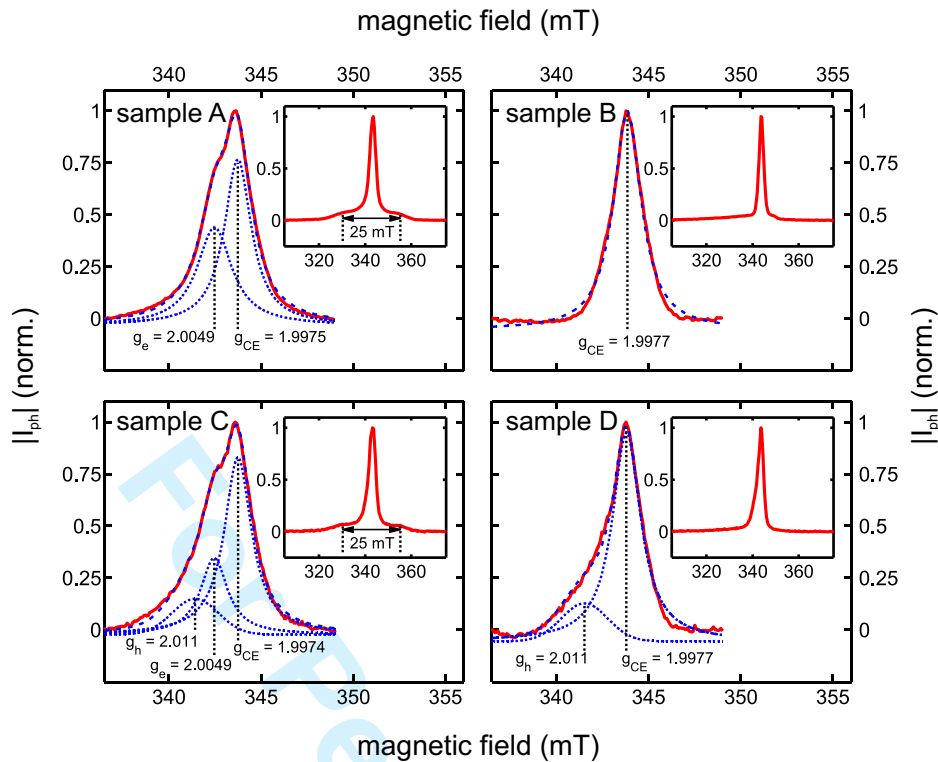 magnetic field (mT)
340 345 350 355
340 345 350 355
|I_ph| (norm.)
sample A
1
0.75
0.5
0.25
0
1
0.5
0
25 mT
320 340 360
g_e = 2.0049
g_CE = 1.9975
sample B
1
0.75
0.5
0.25
0
1
0.5
0
320 340 360
g_CE = 1.9977
|I_ph| (norm.)
sample C
1
0.75
0.5
0.25
0
1
0.5
0
25 mT
320 340 360
g_h = 2.011
g_e = 2.0049
g_CE = 1.9974
sample D
1
0.75
0.5
0.25
0
1
0.5
0
320 340 360
g_h = 2.011
g_CE = 1.9977
340 345 350 355
340 345 350 355
magnetic field (mT)
For Pe